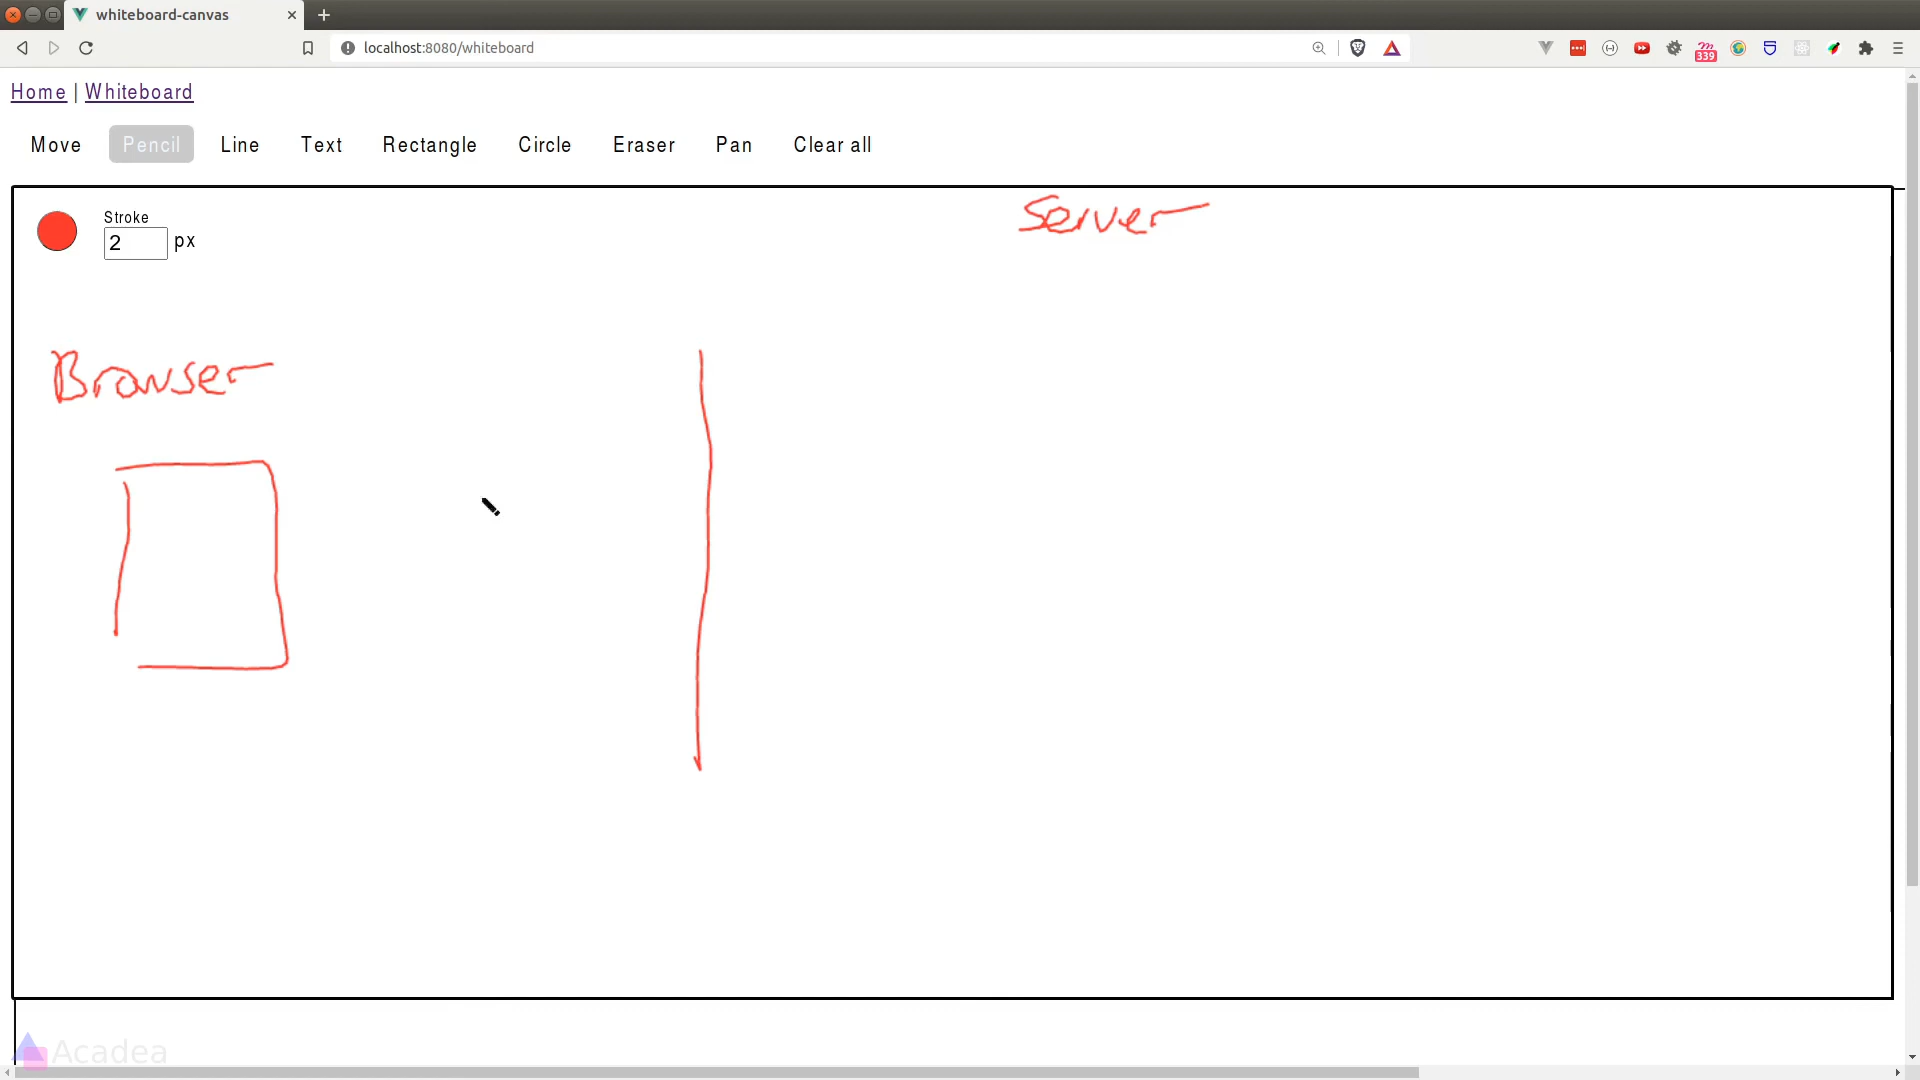 whiteboard-canvas
localhost:8080/whiteboard
339
Home | Whiteboard
Move Pencil Line Text Rectangle Circle Eraser Pan Clear all
Server
Stroke
2 px
Browser
Acadea